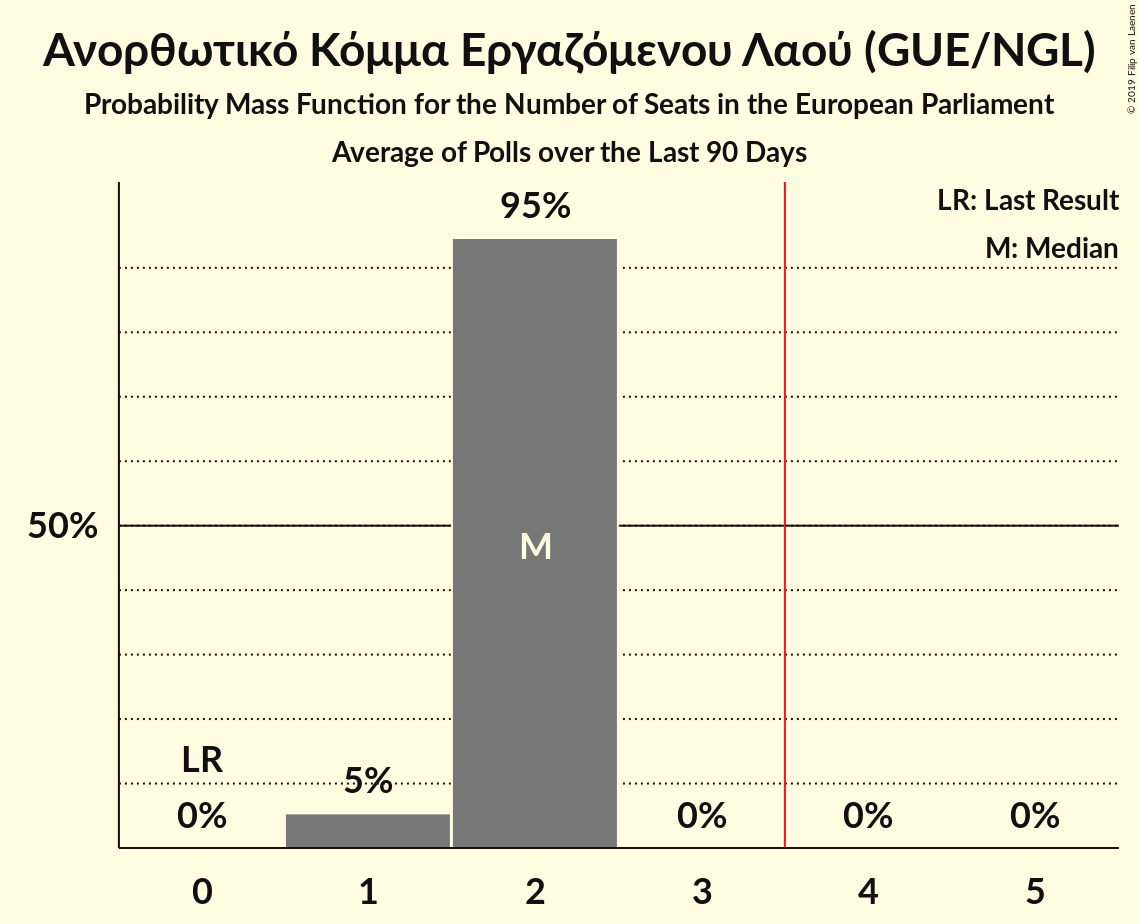 Ανορθωτικό Κόμμα Εργαζόμενου Λαού (GUE/NGL)
Probability Mass Function for the Number of Seats in the European Parliament
Average of Polls over the Last 90 Days
© 2019 Filip van Laenen
LR: Last Result
M: Median
95%
50%
M
LR
5%
0%
0%
0%
0%
0
1
2
3
4
5